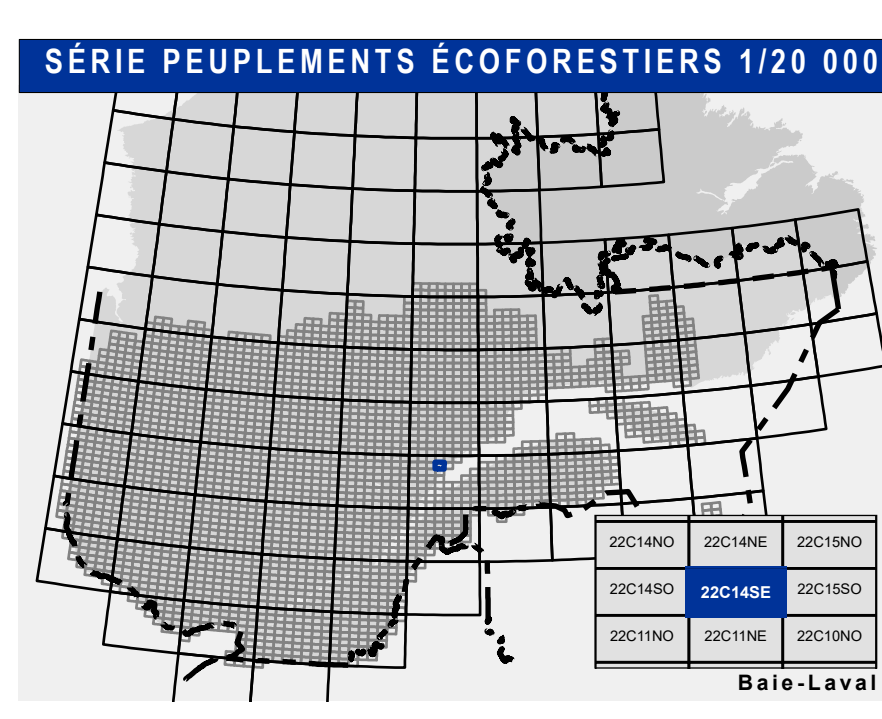 SÉRIE PEUPLEMENTS ÉCOFORESTIERS 1/20 000
22C14NO 22C14NE 22C15NO
22C14SO 22C14SE 22C15SO
22C11NO 22C11NE 22C10NO
Baie-Laval